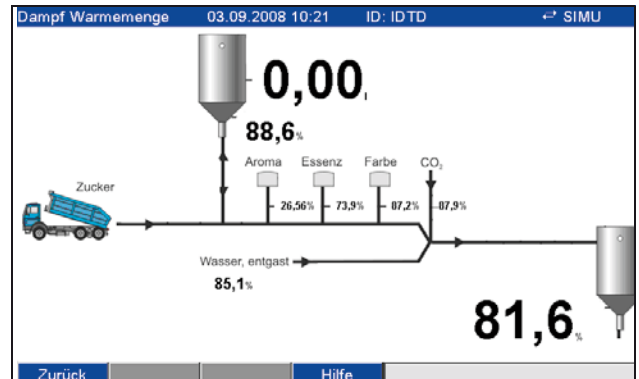 Dampf Warmemenge 03.09.2008 10:21 ID: IDTD SIMU
0,00 l
88,6%
Aroma Essenz Farbe CO₂
Zucker
26,56% 73,9% 87,2% 87,9%
Wasser, entgast
85,1%
81,6%
Zurück Hilfe